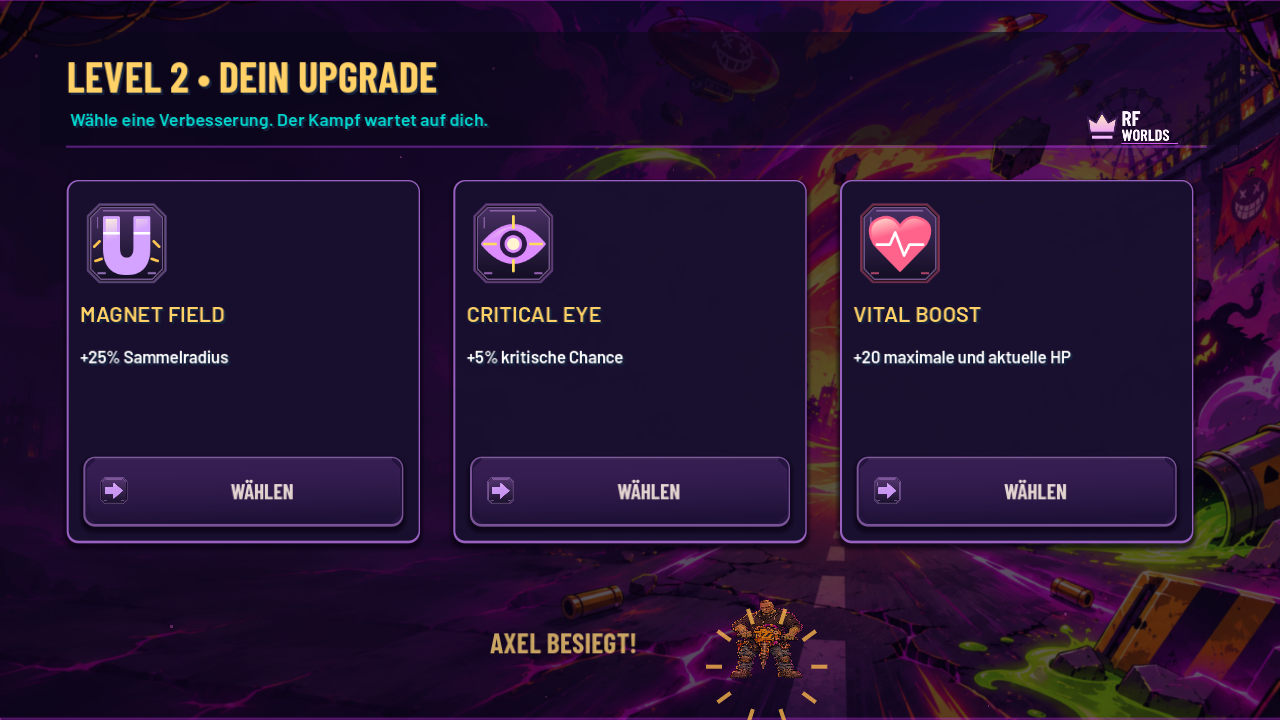 LEVEL 2 • DEIN UPGRADE
Wähle eine Verbesserung. Der Kampf wartet auf dich.
RF
WORLDS
MAGNET FIELD
+25% Sammelradius
WÄHLEN
CRITICAL EYE
+5% kritische Chance
WÄHLEN
VITAL BOOST
+20 maximale und aktuelle HP
WÄHLEN
AXEL BESIEGT!